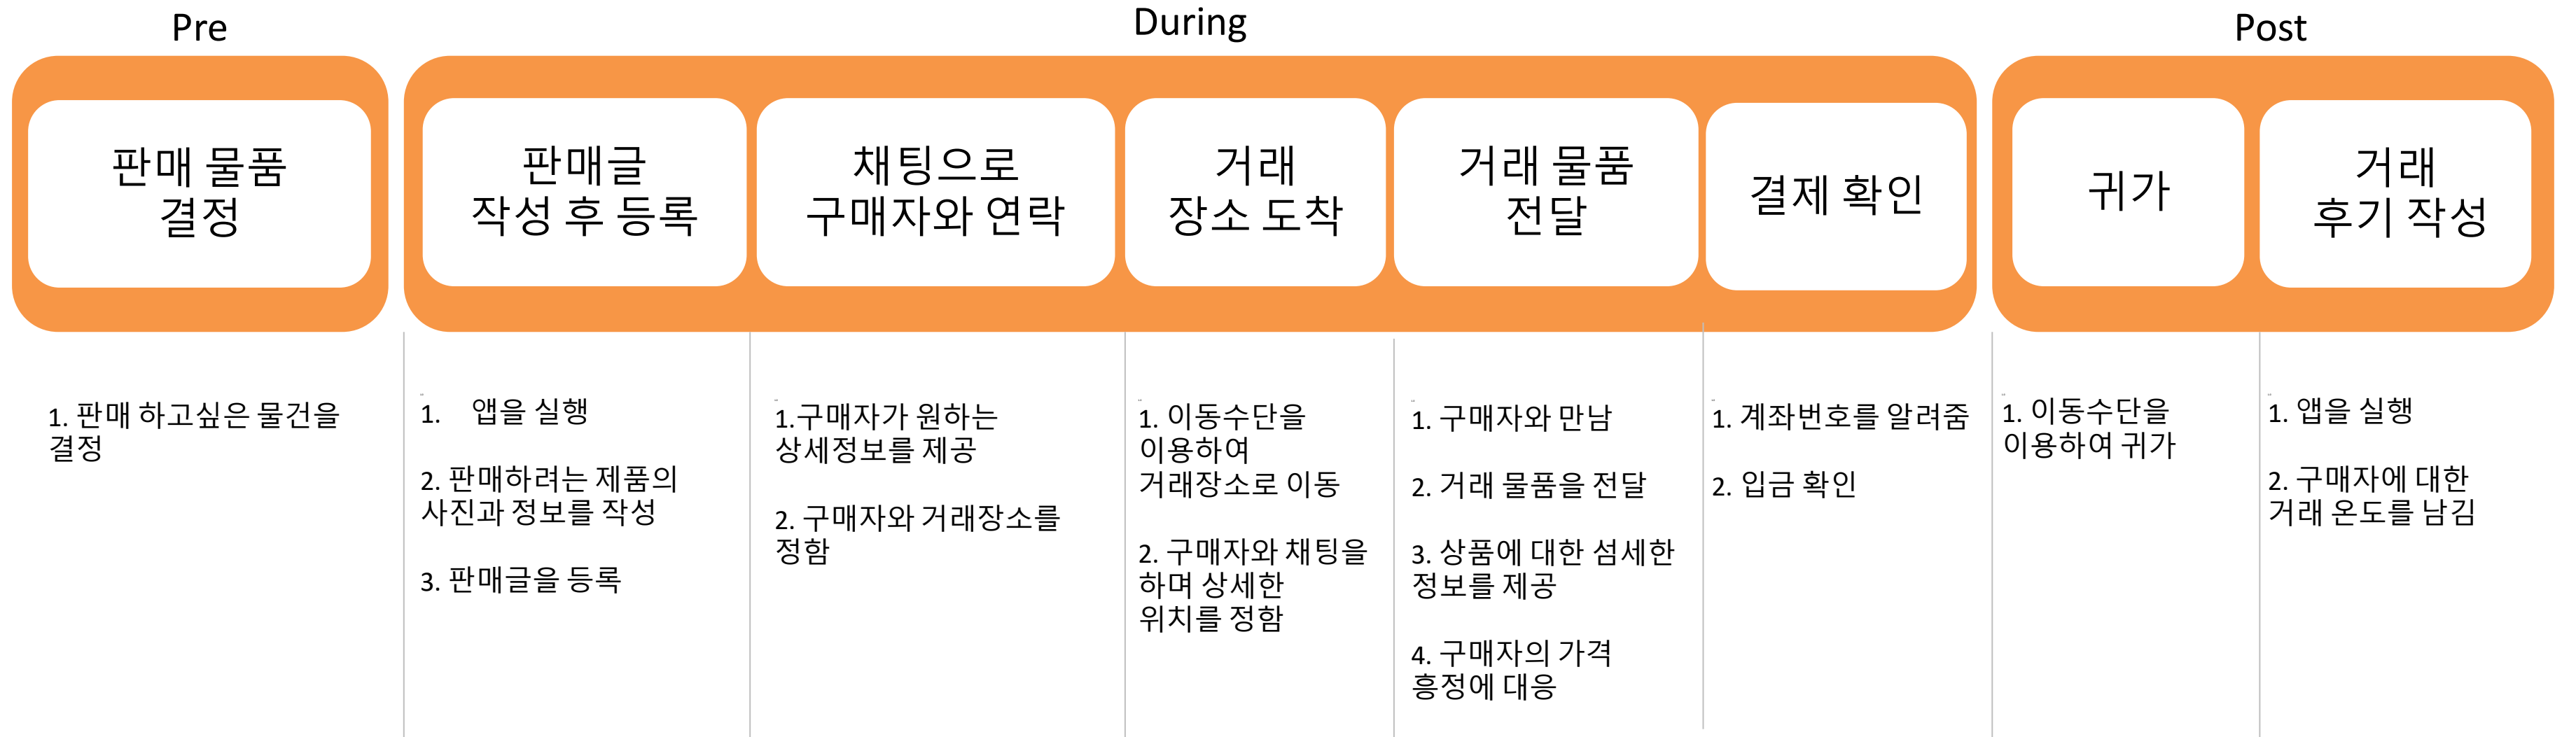 Pre
During
Post
판매 물품
결정
판매글
작성 후 등록
채팅으로
구매자와 연락
거래
장소 도착
거래 물품
전달
결제 확인
귀가
거래
후기 작성
1. 판매 하고싶은 물건을
결정
1. 앱을 실행
2. 판매하려는 제품의
사진과 정보를 작성
3. 판매글을 등록
1.구매자가 원하는
상세정보를 제공
2. 구매자와 거래장소를
정함
1. 이동수단을
이용하여
거래장소로 이동
2. 구매자와 채팅을
하며 상세한
위치를 정함
1. 구매자와 만남
2. 거래 물품을 전달
3. 상품에 대한 섬세한
정보를 제공
4. 구매자의 가격
흥정에 대응
1. 계좌번호를 알려줌
2. 입금 확인
1. 이동수단을
이용하여 귀가
1. 앱을 실행
2. 구매자에 대한
거래 온도를 남김